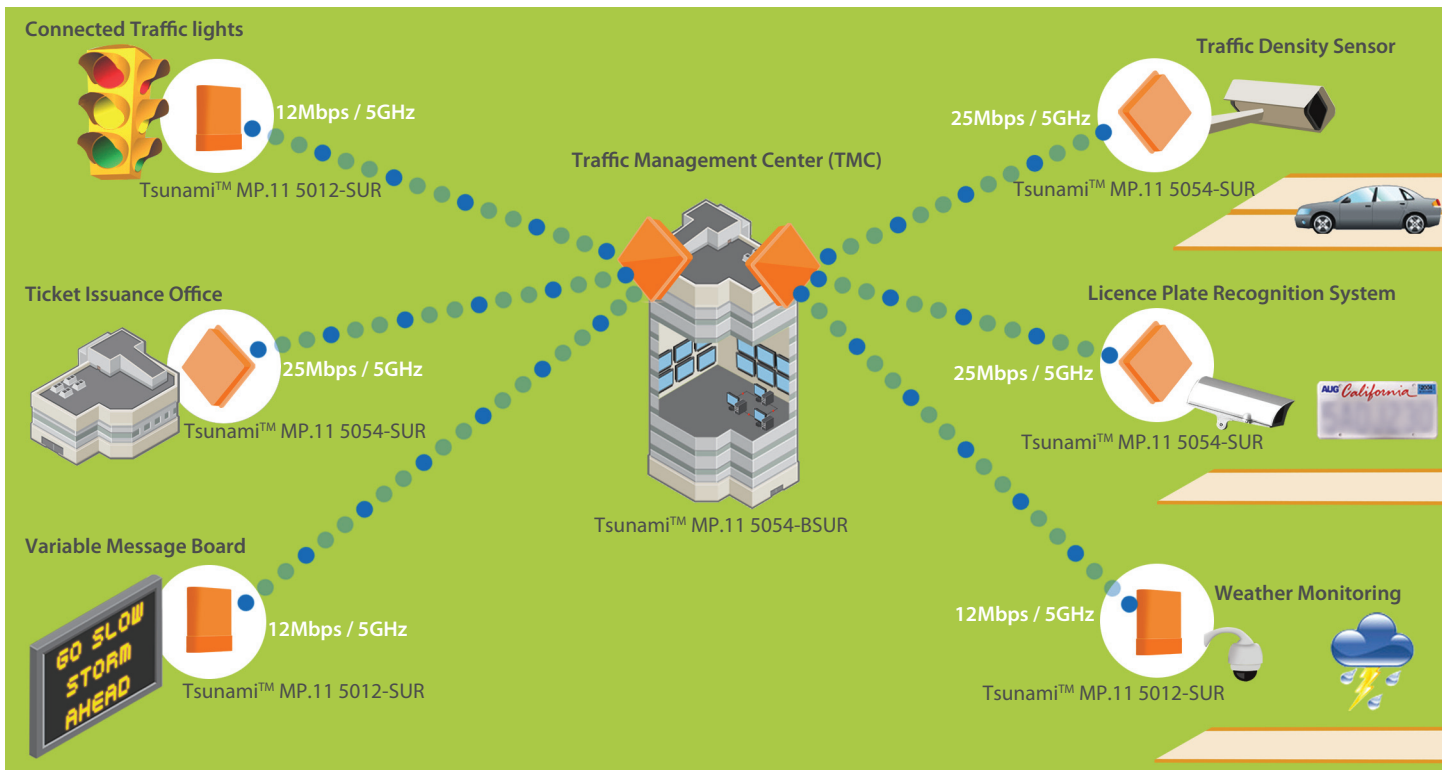 Connected Traffic lights
12Mbps / 5GHz
Tsunami™ MP.11 5012-SUR
Traffic Density Sensor
25Mbps / 5GHz
Tsunami™ MP.11 5054-SUR
Traffic Management Center (TMC)
Tsunami™ MP.11 5054-BSUR
Ticket Issuance Office
25Mbps / 5GHz
Tsunami™ MP.11 5054-SUR
Licence Plate Recognition System
25Mbps / 5GHz
Tsunami™ MP.11 5054-SUR
AUG California
Variable Message Board
GO SLOW
STORM
AHEAD
12Mbps / 5GHz
Tsunami™ MP.11 5012-SUR
Weather Monitoring
12Mbps / 5GHz
Tsunami™ MP.11 5012-SUR